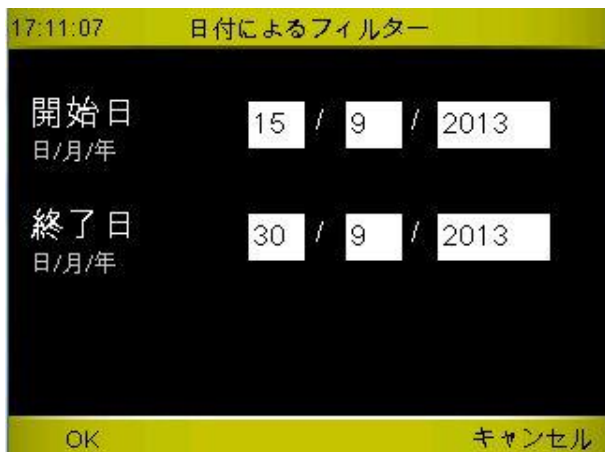 17:11:07 日付によるフィルター
開始日 15 / 9 / 2013
日/月/年
終了日 30 / 9 / 2013
日/月/年
OK キャンセル